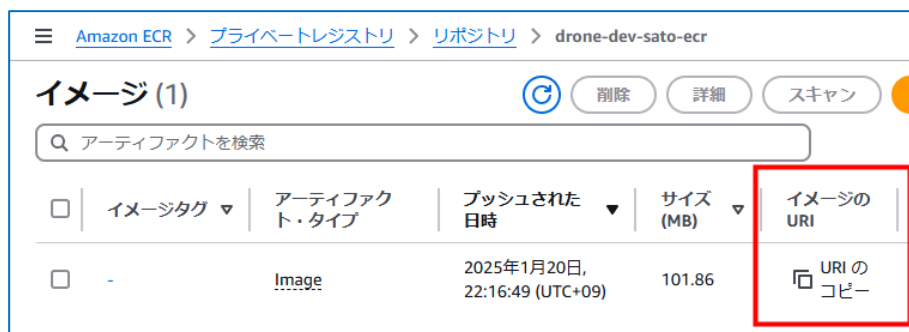 Amazon ECR > プライベートレジストリ > リポジトリ > drone-dev-sato-ecr
イメージ (1)
削除 詳細 スキャン
アーティファクトを検索
イメージタグ アーティファク
ト・タイプ プッシュされた
日時 サイズ
(MB) イメージの
URI
- Image 2025年1月20日,
22:16:49 (UTC+09) 101.86 URI の
コピー